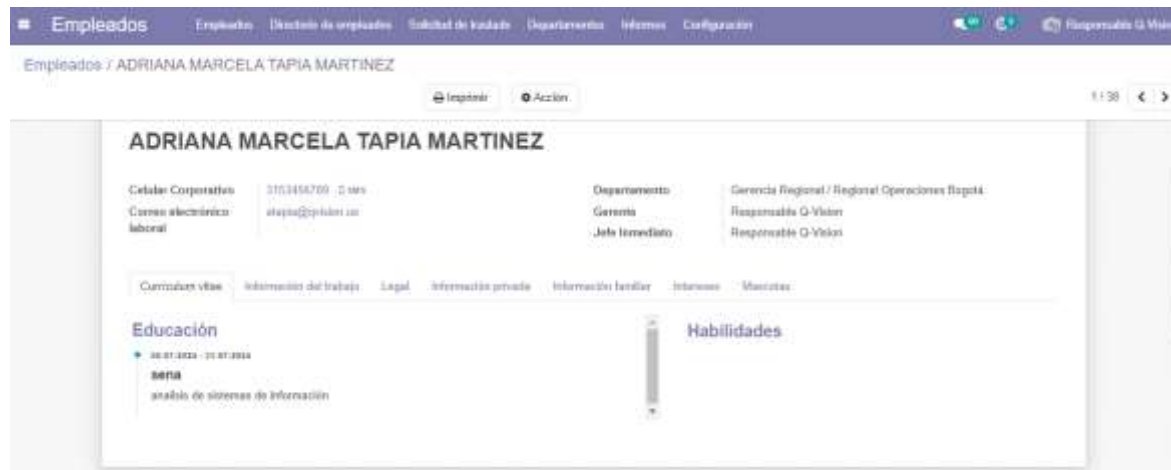 Empleados Empleados Directorio de empleados Solicitud de traslado Departamentos Informes Configuración Responsable Q-Vision
Empleados / ADRIANA MARCELA TAPIA MARTINEZ
Imprimir Acción 1 / 38
ADRIANA MARCELA TAPIA MARTINEZ
Celular Corporativo Departamento Gerencia Regional / Regional Operaciones Bogotá
Correo electrónico laboral Gerente Responsable Q-Vision
Jefe Inmediato Responsable Q-Vision
Curriculum vitae Información del trabajo Legal Información privada Información familiar Intereses Mascotas
Educación Habilidades
sena
analisis de sistemas de Información